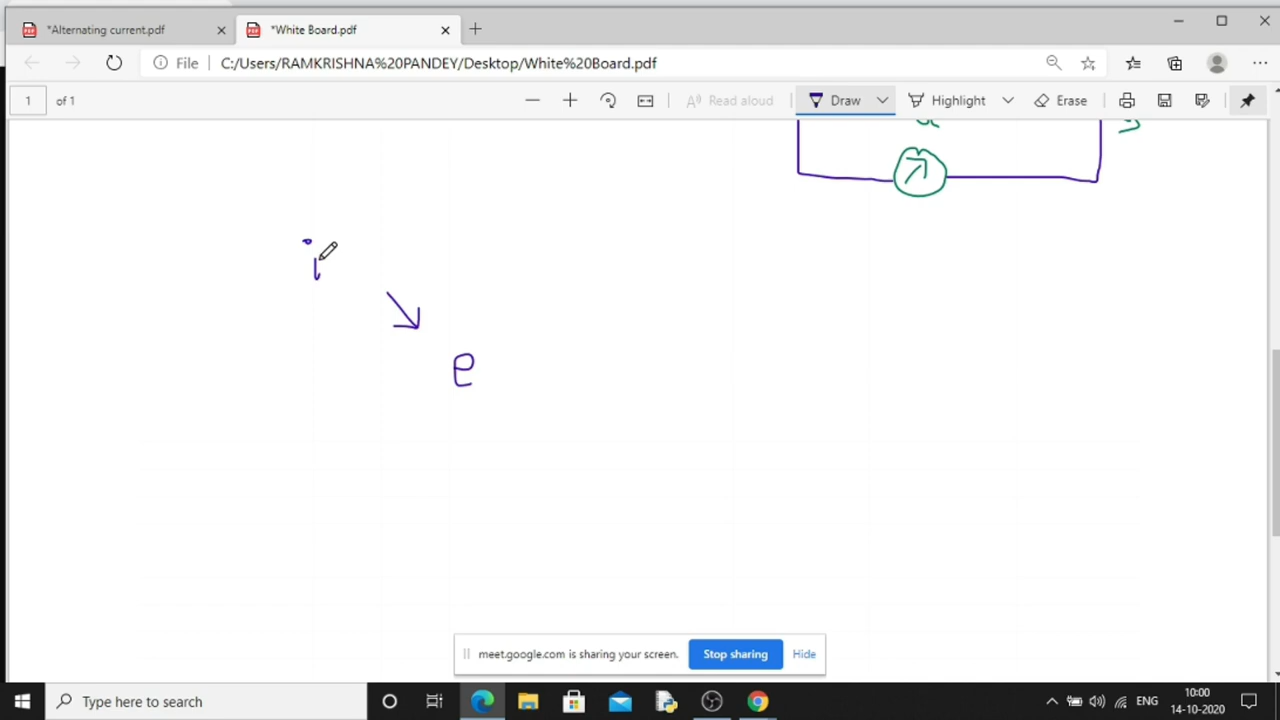 *Alternating current.pdf
*White Board.pdf
File C:/Users/RAMKRISHNA%20PANDEY/Desktop/White%20Board.pdf
1 of 1
Read aloud Draw Highlight Erase
i
e
meet.google.com is sharing your screen. Stop sharing Hide
Type here to search
ENG
10:00
14-10-2020